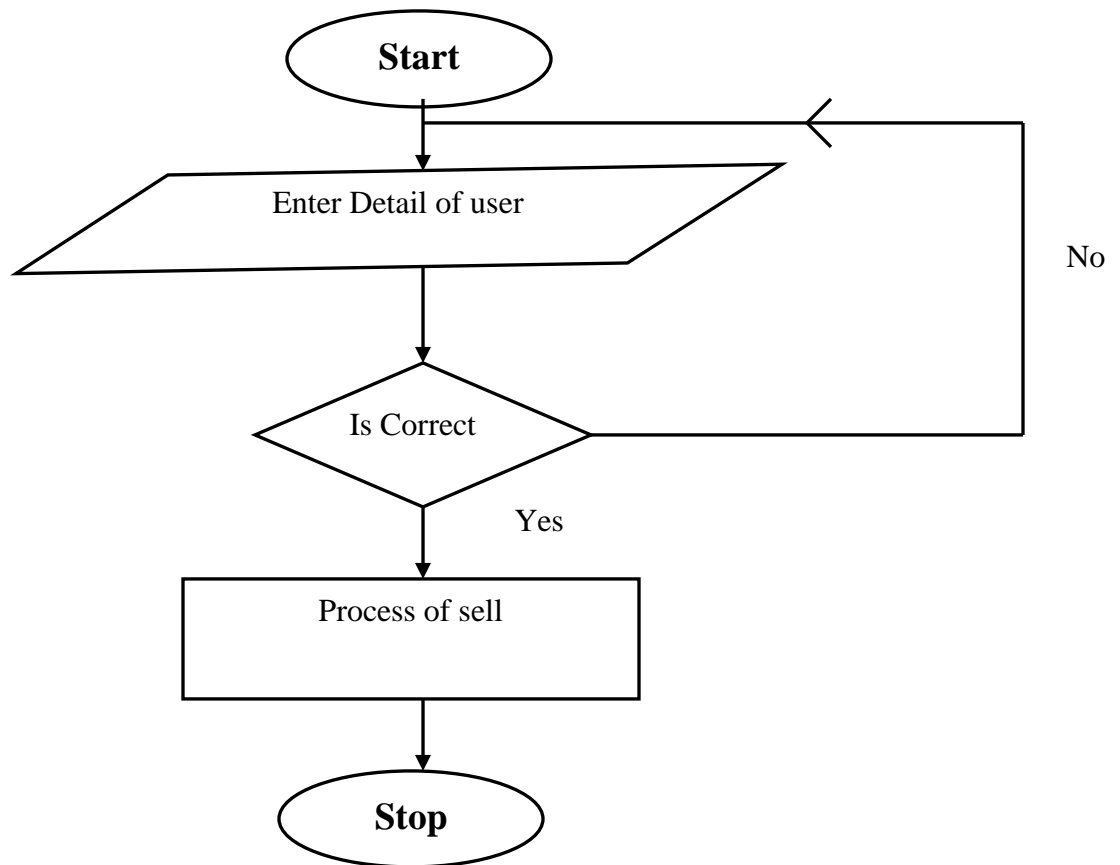 Start
Enter Detail of user
No
Is Correct
Yes
Process of sell
Stop